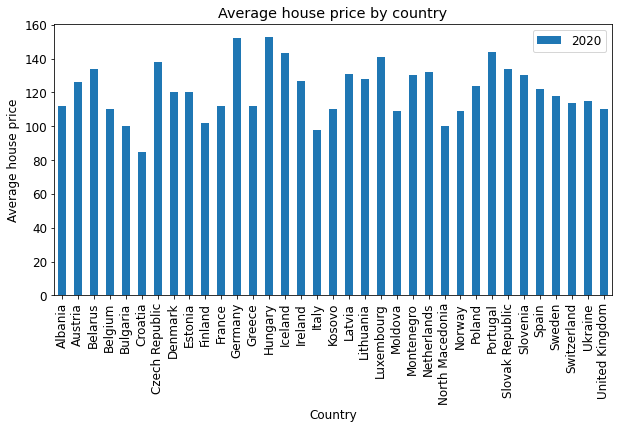 Average house price by country
2020
Average house price
160
140
120
100
80
60
40
20
0
Albania
Austria
Belarus
Belgium
Bulgaria
Croatia
Czech Republic
Denmark
Estonia
Finland
France
Germany
Greece
Hungary
Iceland
Ireland
Italy
Kosovo
Latvia
Lithuania
Luxembourg
Moldova
Montenegro
Netherlands
North Macedonia
Norway
Poland
Portugal
Slovak Republic
Slovenia
Spain
Sweden
Switzerland
Ukraine
United Kingdom
Country